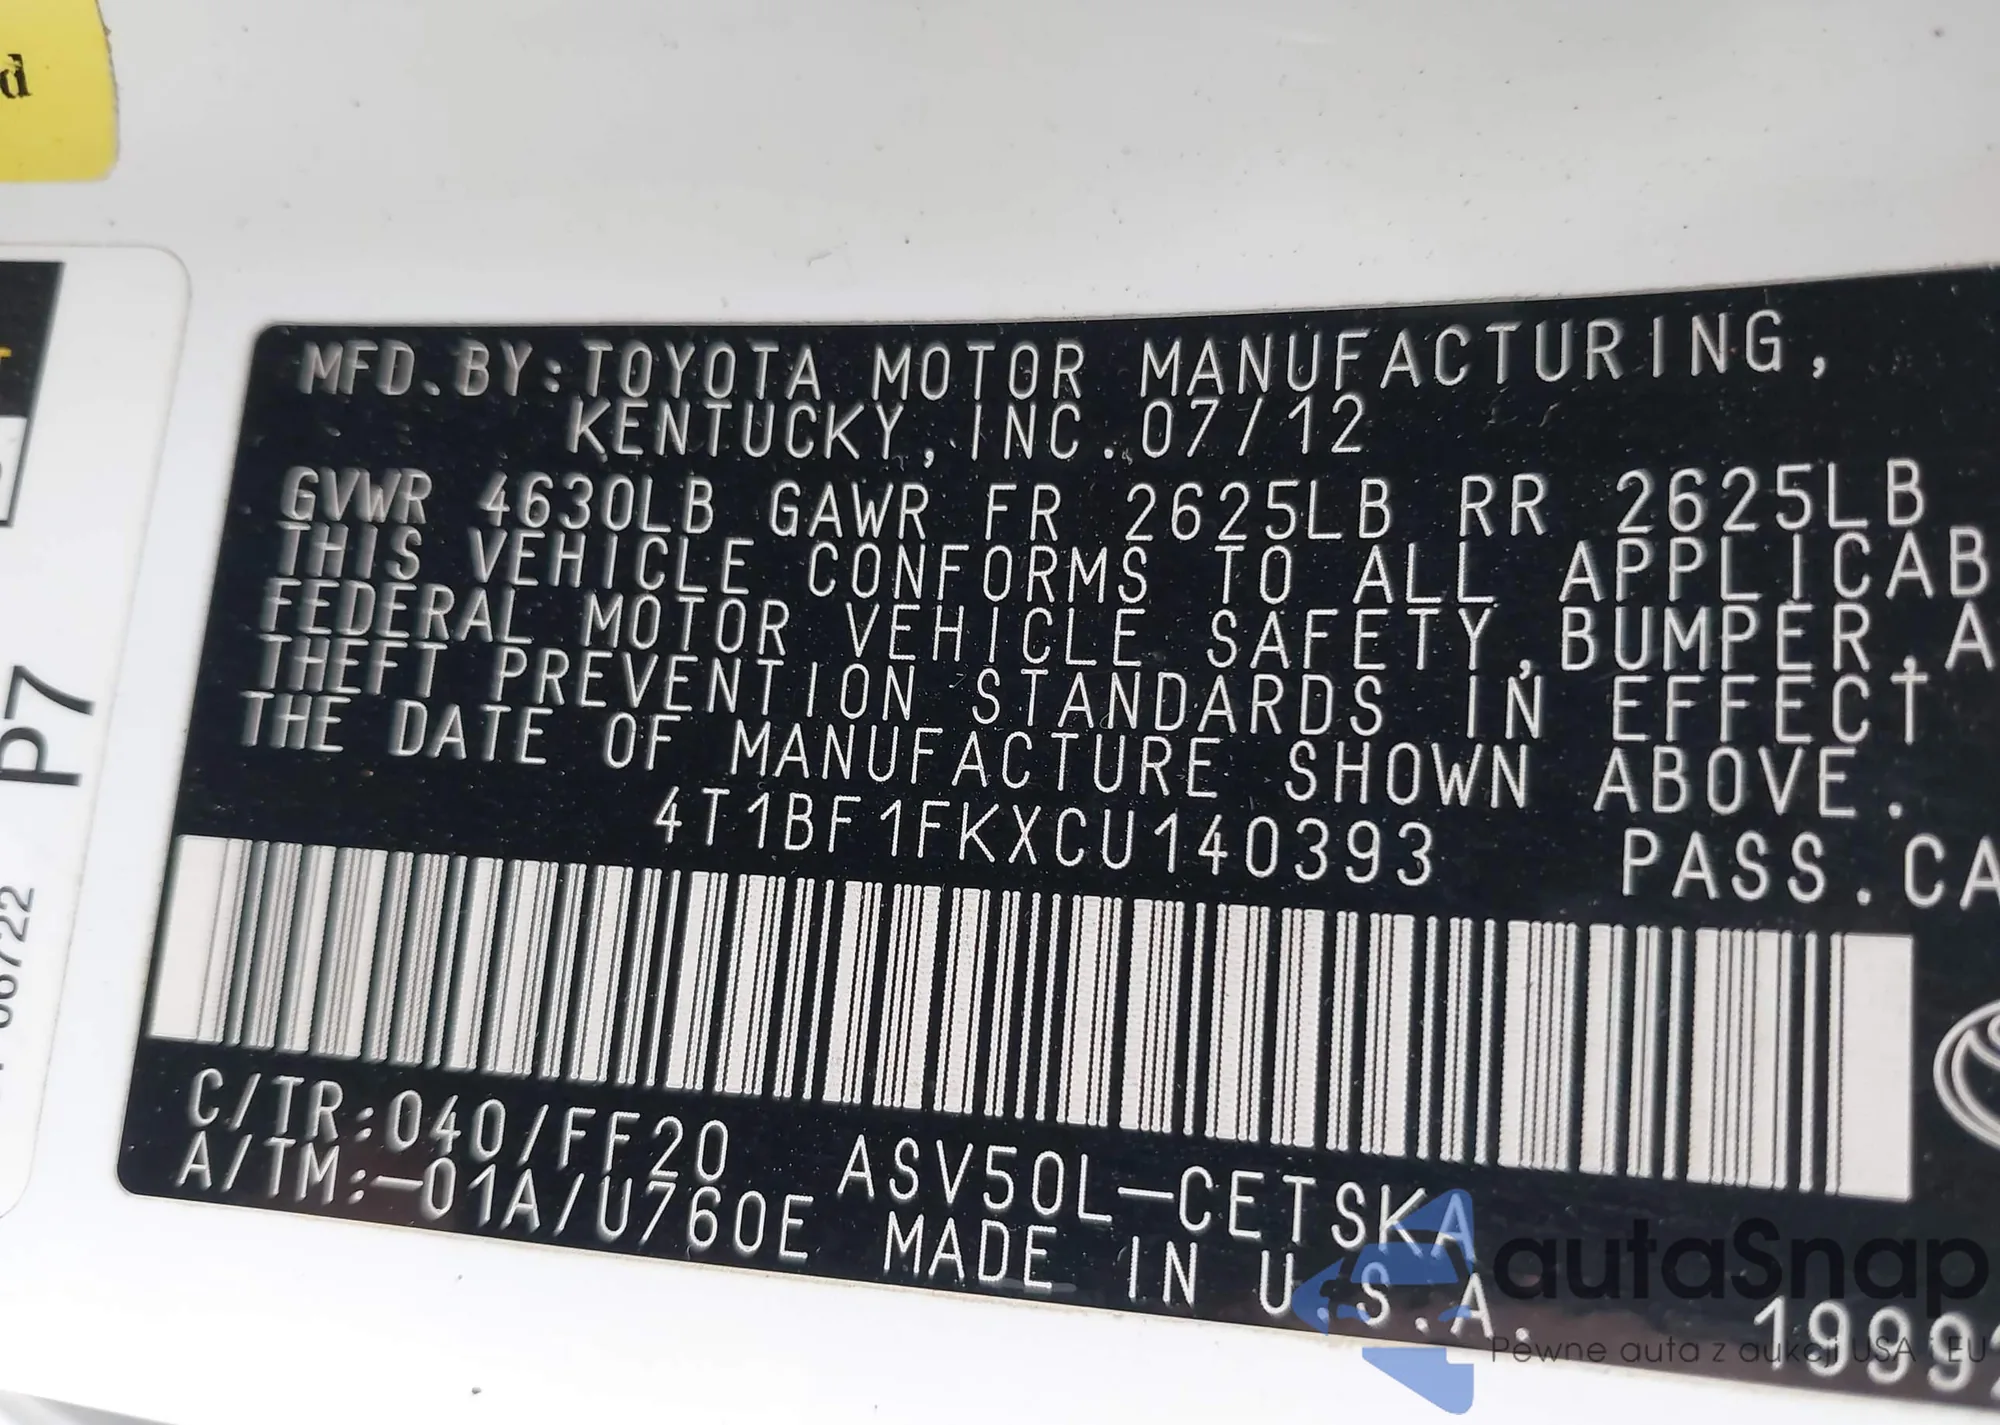 d
P7
MFD.BY:TOYOTA MOTOR MANUFACTURING,
KENTUCKY,INC.07/12
GVWR 4630LB GAWR FR 2625LB RR 2625LB
THIS VEHICLE CONFORMS TO ALL APPLICAB
FEDERAL MOTOR VEHICLE SAFETY,BUMPER,A
THEFT PREVENTION STANDARDS IN EFFECT
THE DATE OF MANUFACTURE SHOWN ABOVE.
4T1BF1FKXCU140393 PASS.CA
C/TR:040/FF20 ASV50L-CETSKA
A/TM:-01A/U760E MADE IN U.S.A.
autaSnap
Pewne auta z aukcji USA i EU